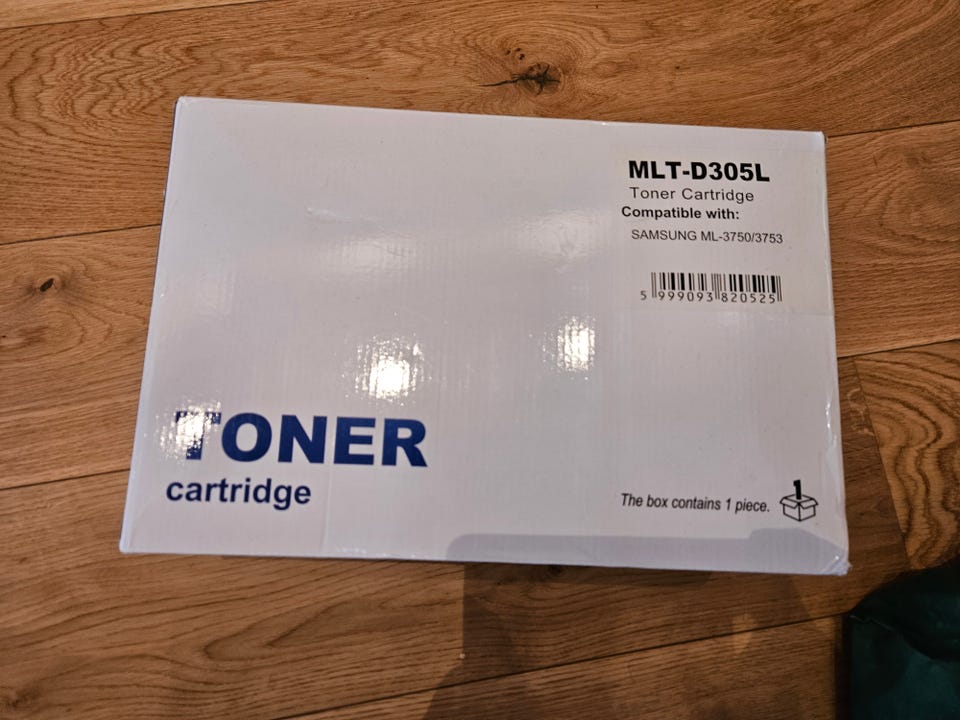 MLT-D305L
Toner Cartridge
Compatible with:
SAMSUNG ML-3750/3753
5 999093 820525
TONER
cartridge
The box contains 1 piece.
1